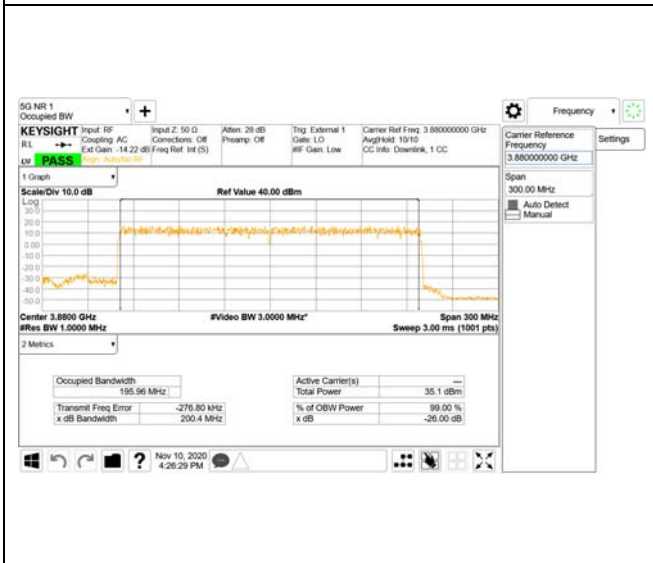 5G NR 1
Occupied BW
Frequency
KEYSIGHT
RL
LXI
PASS
Input: RF
Coupling: AC
Ext Gain: -14.22 dB
Align: Auto/No RF
Input Z: 50 Ω
Corrections: Off
Freq Ref: Int (S)
Atten: 28 dB
Preamp: Off
Trig: External 1
Gate: LO
#IF Gain: Low
Carrier Ref Freq: 3.880000000 GHz
Avg|Hold: 10/10
CC Info: Downlink, 1 CC
Carrier Reference
Frequency
3.880000000 GHz
Settings
Span
300.00 MHz
Auto Detect
Manual
1 Graph
Scale/Div 10.0 dB
Ref Value 40.00 dBm
Log
30.0
20.0
10.0
0.00
-10.0
-20.0
-30.0
-40.0
-50.0
Center 3.8800 GHz
#Video BW 3.0000 MHz*
Span 300 MHz
#Res BW 1.0000 MHz
Sweep 3.00 ms (1001 pts)
2 Metrics
Occupied Bandwidth
195.96 MHz
Transmit Freq Error -276.80 kHz
x dB Bandwidth 200.4 MHz
Active Carrier(s) ---
Total Power 35.1 dBm
% of OBW Power 99.00 %
x dB -26.00 dB
Nov 10, 2020
4:26:29 PM